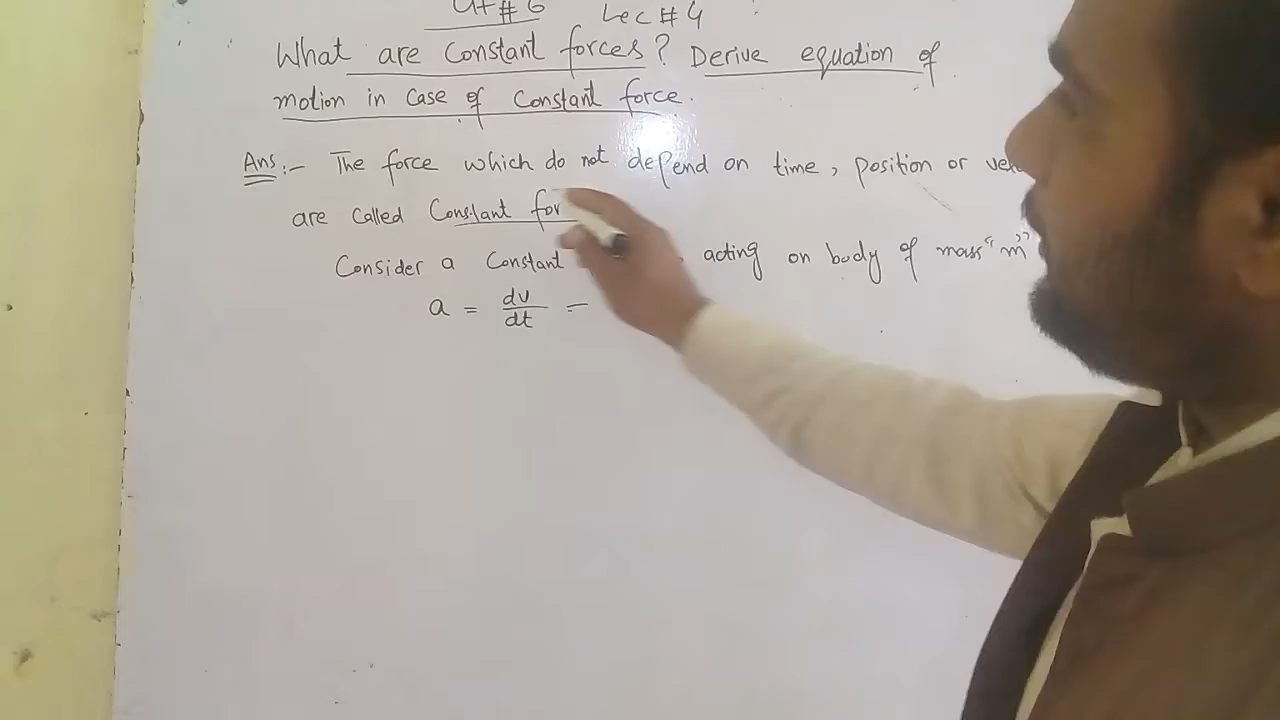 Ch # 6 Lec # 4
What are Constant forces? Derive equation of
motion in Case of Constant force.
Ans:- The force which do not depend on time, position or
are Called Constant
Consider a Constant acting on body of mass "m"
a = dv/dt =